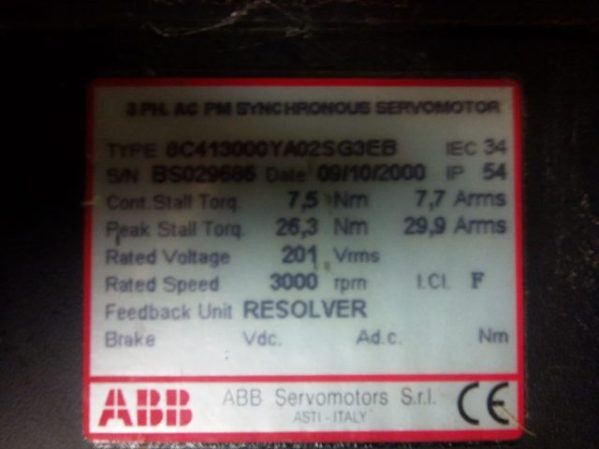 3 PH. AC PM SYNCHRONOUS SERVOMOTOR
TYPE 8C413000YA02SG3EB IEC 34
S/N BS029685 Date 09/10/2000 IP 54
Cont. Stall Torq. 7,5 Nm 7,7 Arms
Peak Stall Torq. 26,3 Nm 29,9 Arms
Rated Voltage 201 Vrms
Rated Speed 3000 rpm I.Cl. F
Feedback Unit RESOLVER
Brake Vdc. Ad.c. Nm
ABB ABB Servomotors S.r.l. CE
ASTI - ITALY